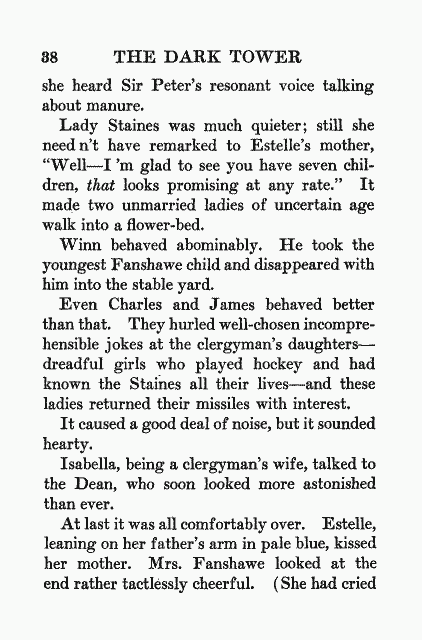 38 THE DARK TOWER
she heard Sir Peter's resonant voice talking
about manure.
Lady Staines was much quieter; still she
need n't have remarked to Estelle's mother,
“Well—I 'm glad to see you have seven chil-
dren, that looks promising at any rate.” It
made two unmarried ladies of uncertain age
walk into a flower-bed.
Winn behaved abominably. He took the
youngest Fanshawe child and disappeared with
him into the stable yard.
Even Charles and James behaved better
than that. They hurled well-chosen incompre-
hensible jokes at the clergyman's daughters—
dreadful girls who played hockey and had
known the Staines all their lives—and these
ladies returned their missiles with interest.
It caused a good deal of noise, but it sounded
hearty.
Isabella, being a clergyman's wife, talked to
the Dean, who soon looked more astonished
than ever.
At last it was all comfortably over. Estelle,
leaning on her father's arm in pale blue, kissed
her mother. Mrs. Fanshawe looked at the
end rather tactlessly cheerful. (She had cried